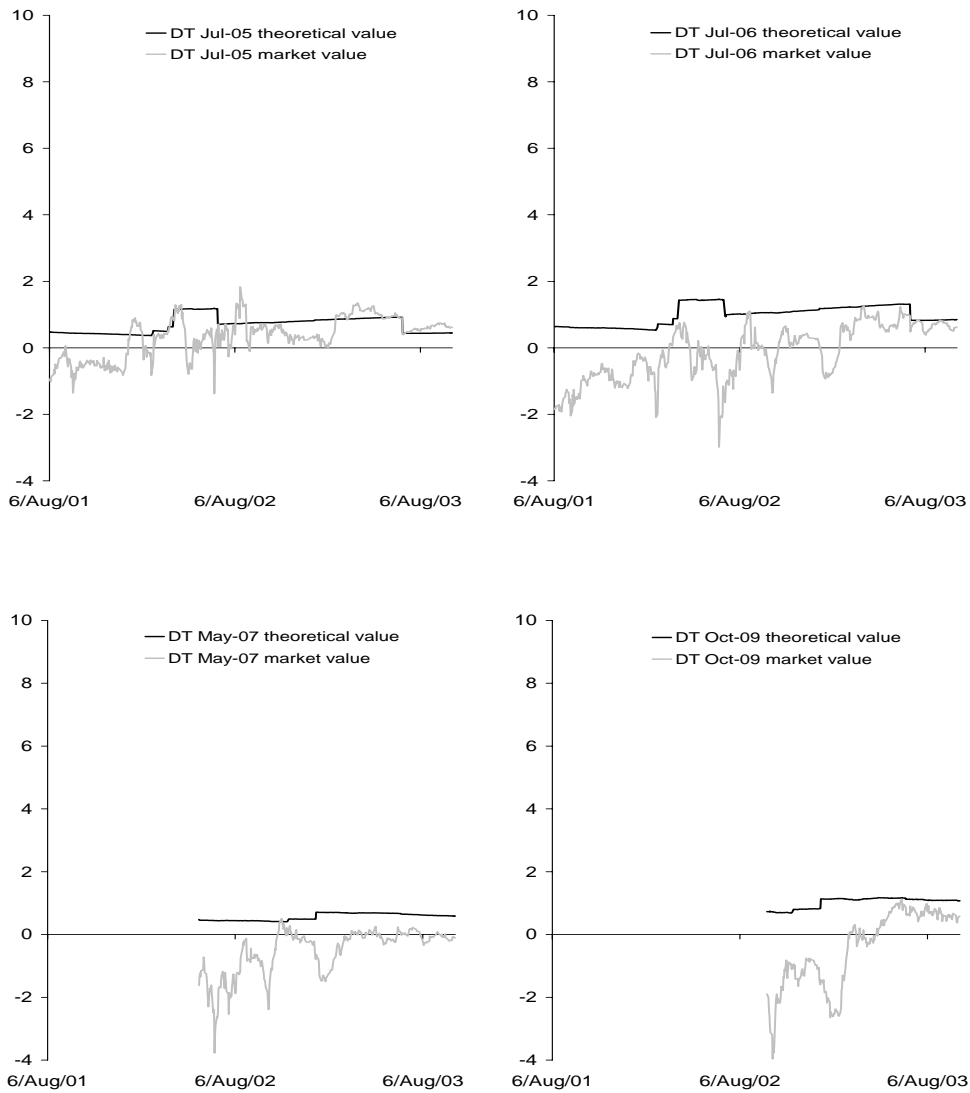 DT Jul-05 theoretical value
DT Jul-05 market value
10
8
6
4
2
0
-2
-4
6/Aug/01 6/Aug/02 6/Aug/03
DT Jul-06 theoretical value
DT Jul-06 market value
10
8
6
4
2
0
-2
-4
6/Aug/01 6/Aug/02 6/Aug/03
DT May-07 theoretical value
DT May-07 market value
10
8
6
4
2
0
-2
-4
6/Aug/01 6/Aug/02 6/Aug/03
DT Oct-09 theoretical value
DT Oct-09 market value
10
8
6
4
2
0
-2
-4
6/Aug/01 6/Aug/02 6/Aug/03